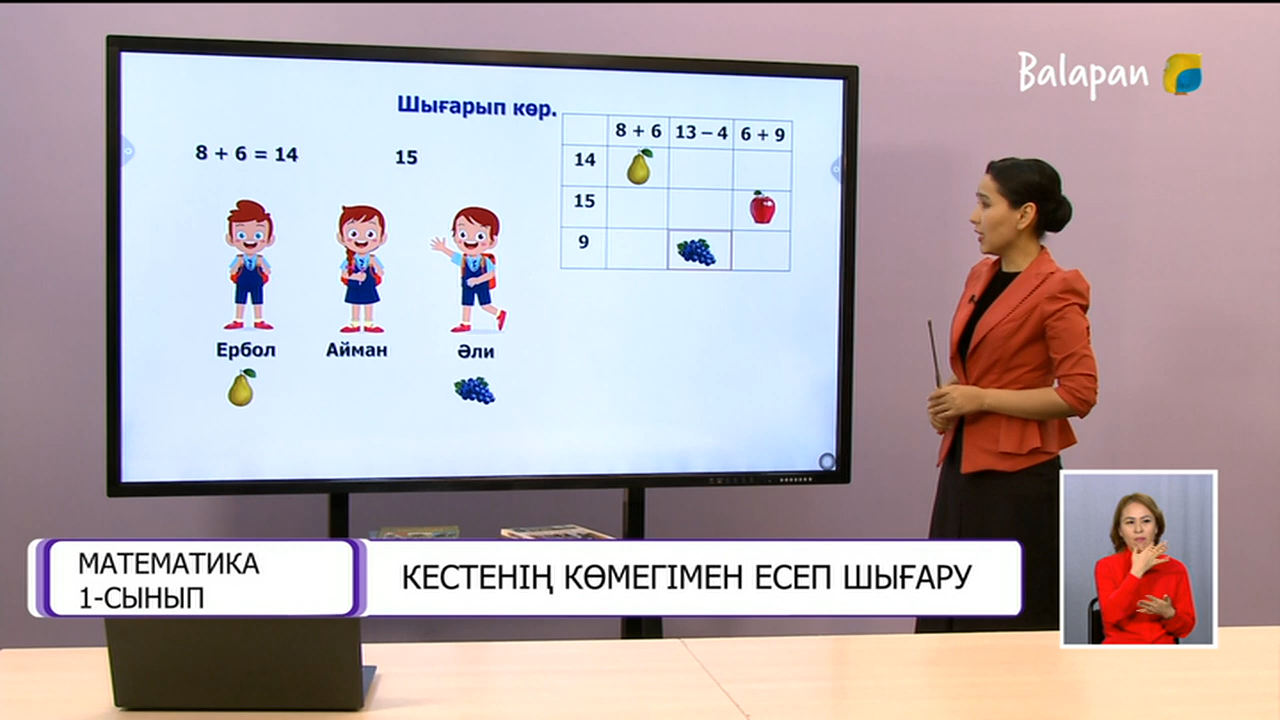 Balapan
Шығарып көр.
8 + 6 = 14
15
8 + 6 13 – 4 6 + 9
14
15
9
Ербол Айман Әли
МАТЕМАТИКА
1-СЫНЫП
КЕСТЕНІҢ КӨМЕГІМЕН ЕСЕП ШЫҒАРУ